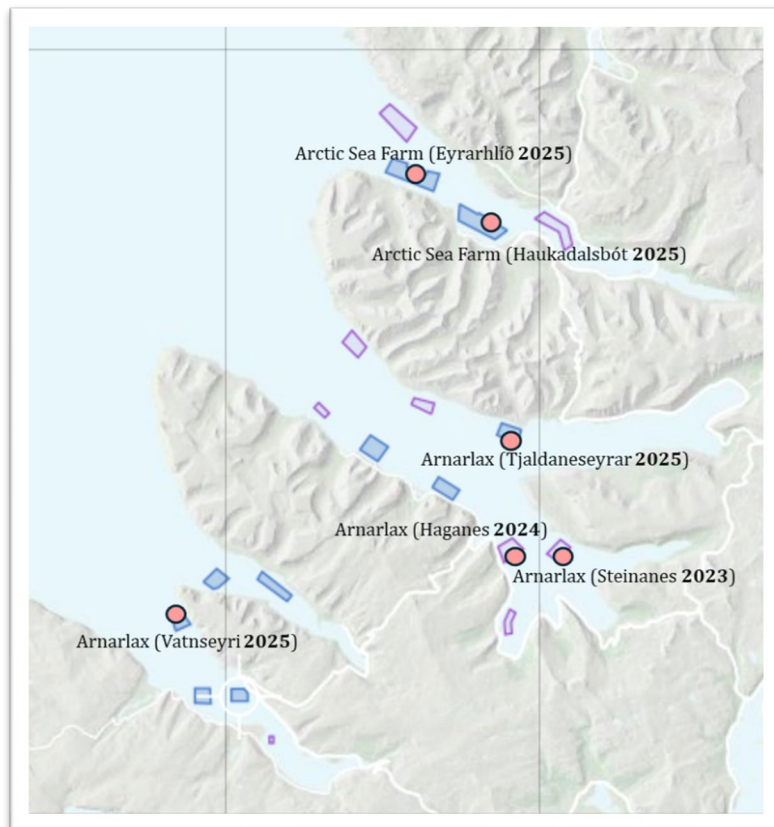 Arctic Sea Farm (Eyrarhlíð 2025)
Arctic Sea Farm (Haukadalsbót 2025)
Arnarlax (Tjaldaneseyrar 2025)
Arnarlax (Haganes 2024)
Arnarlax (Steinanes 2023)
Arnarlax (Vatnseyri 2025)